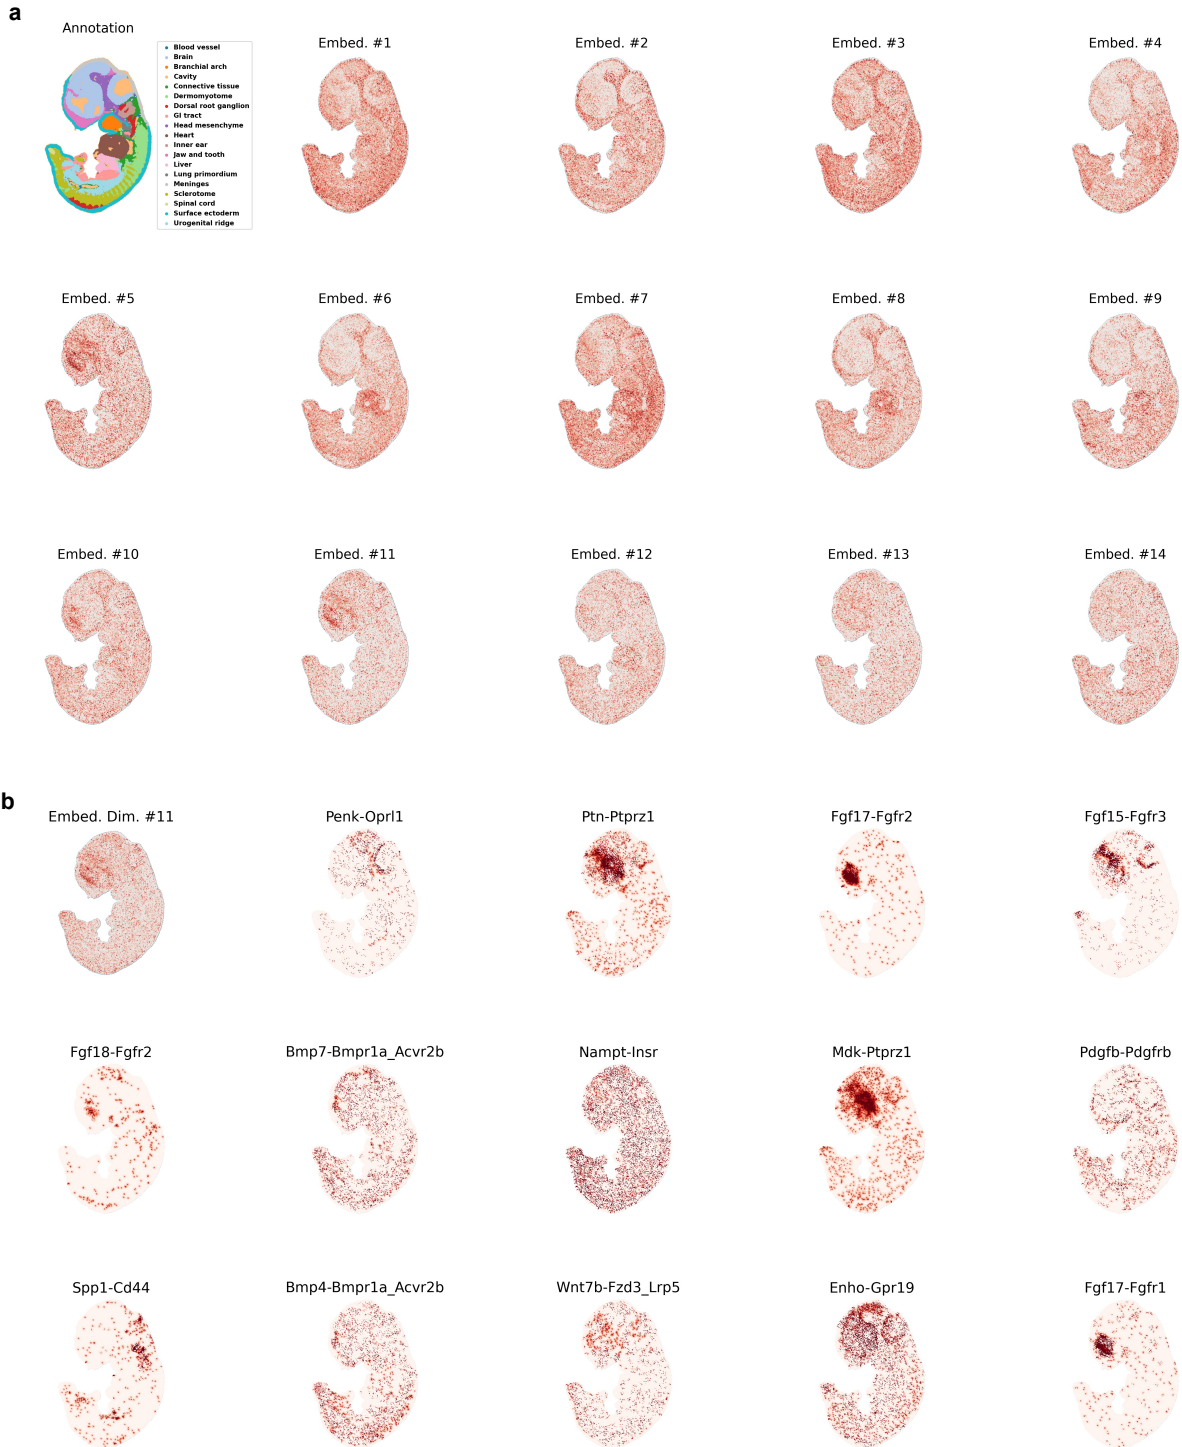 a
Annotation
Blood vessel
Brain
Branchial arch
Cavity
Connective tissue
Dermomyotome
Dorsal root ganglion
GI tract
Head mesenchyme
Heart
Inner ear
Jaw and tooth
Liver
Lung primordium
Meninges
Sclerotome
Spinal cord
Surface ectoderm
Urogenital ridge
Embed. #1
Embed. #2
Embed. #3
Embed. #4
Embed. #5
Embed. #6
Embed. #7
Embed. #8
Embed. #9
Embed. #10
Embed. #11
Embed. #12
Embed. #13
Embed. #14
b
Embed. Dim. #11
Penk-Oprl1
Ptn-Ptprz1
Fgf17-Fgfr2
Fgf15-Fgfr3
Fgf18-Fgfr2
Bmp7-Bmpr1a_Acvr2b
Nampt-Insr
Mdk-Ptprz1
Pdgfb-Pdgfrb
Spp1-Cd44
Bmp4-Bmpr1a_Acvr2b
Wnt7b-Fzd3_Lrp5
Enho-Gpr19
Fgf17-Fgfr1